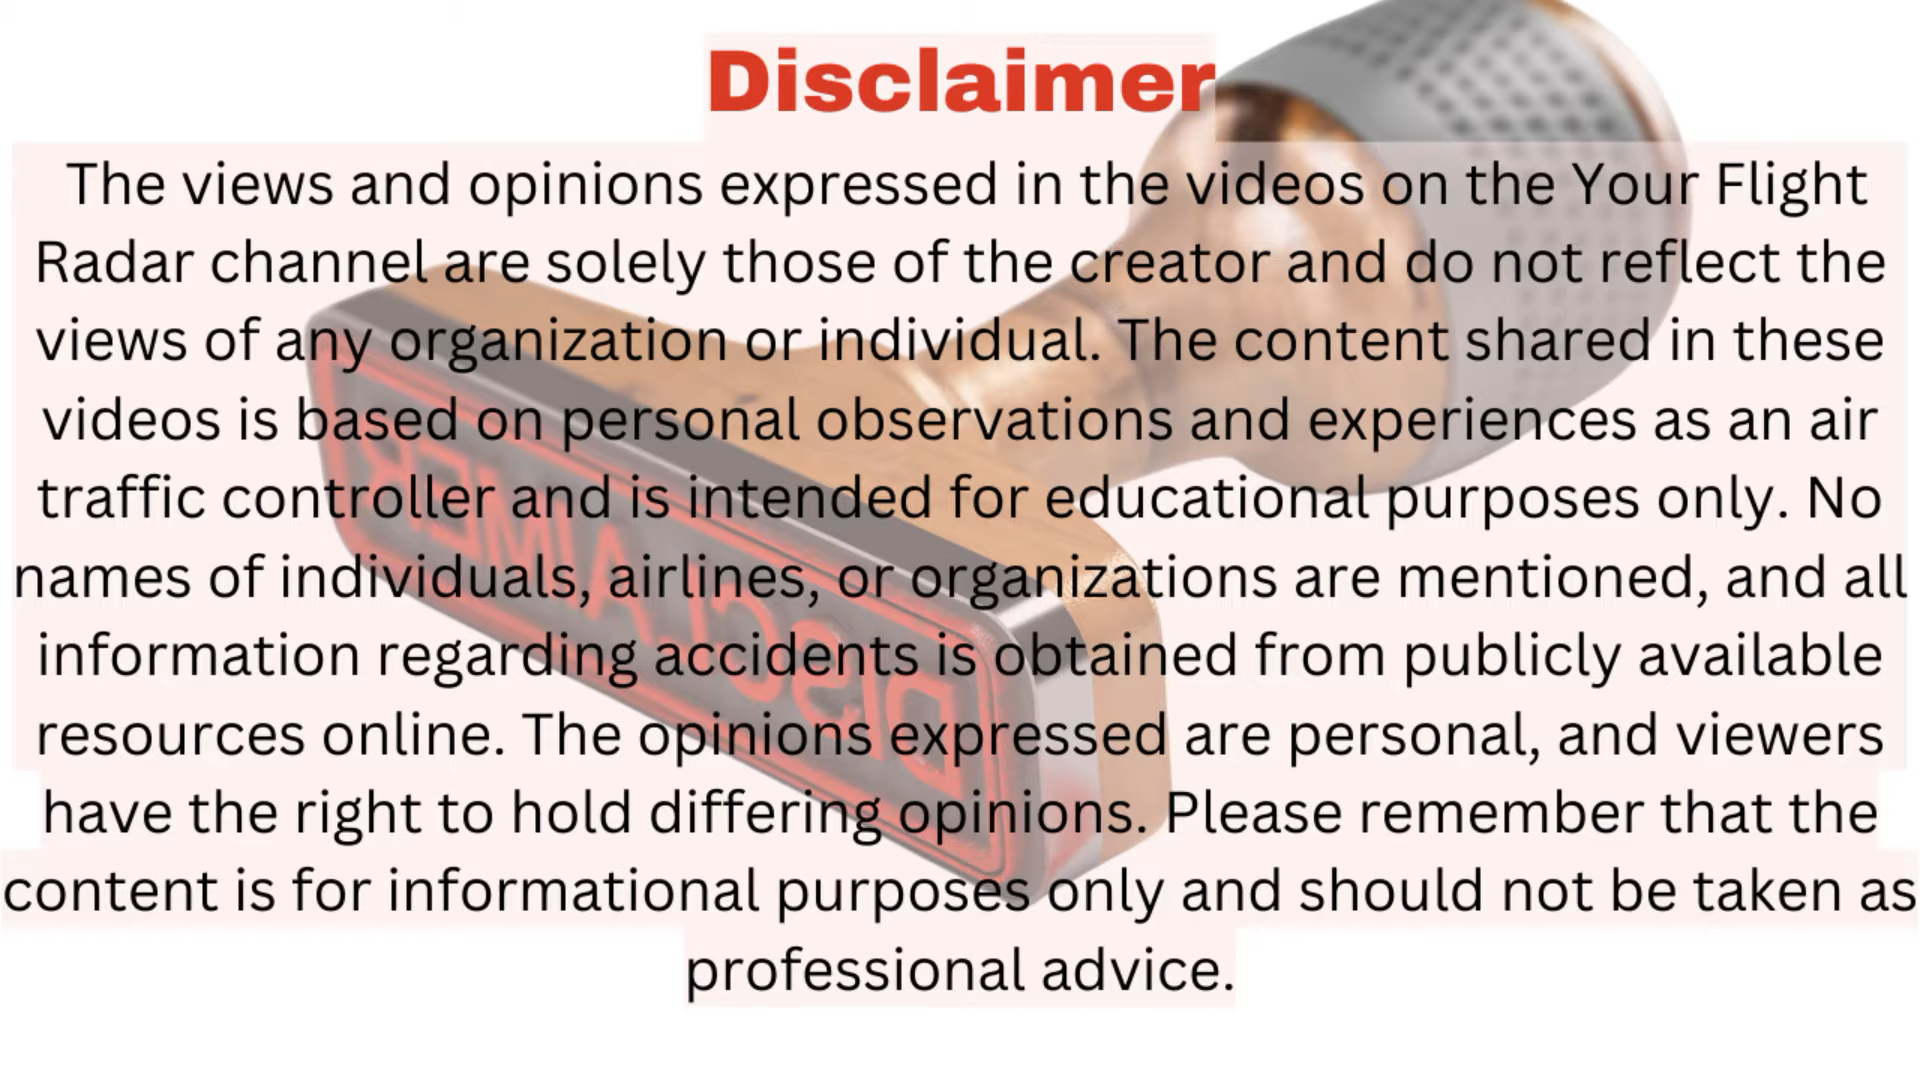 Disclaimer
The views and opinions expressed in the videos on the Your Flight
Radar channel are solely those of the creator and do not reflect the
views of any organization or individual. The content shared in these
videos is based on personal observations and experiences as an air
traffic controller and is intended for educational purposes only. No
names of individuals, airlines, or organizations are mentioned, and all
information regarding accidents is obtained from publicly available
resources online. The opinions expressed are personal, and viewers
have the right to hold differing opinions. Please remember that the
content is for informational purposes only and should not be taken as
professional advice.
DISCLAIMER